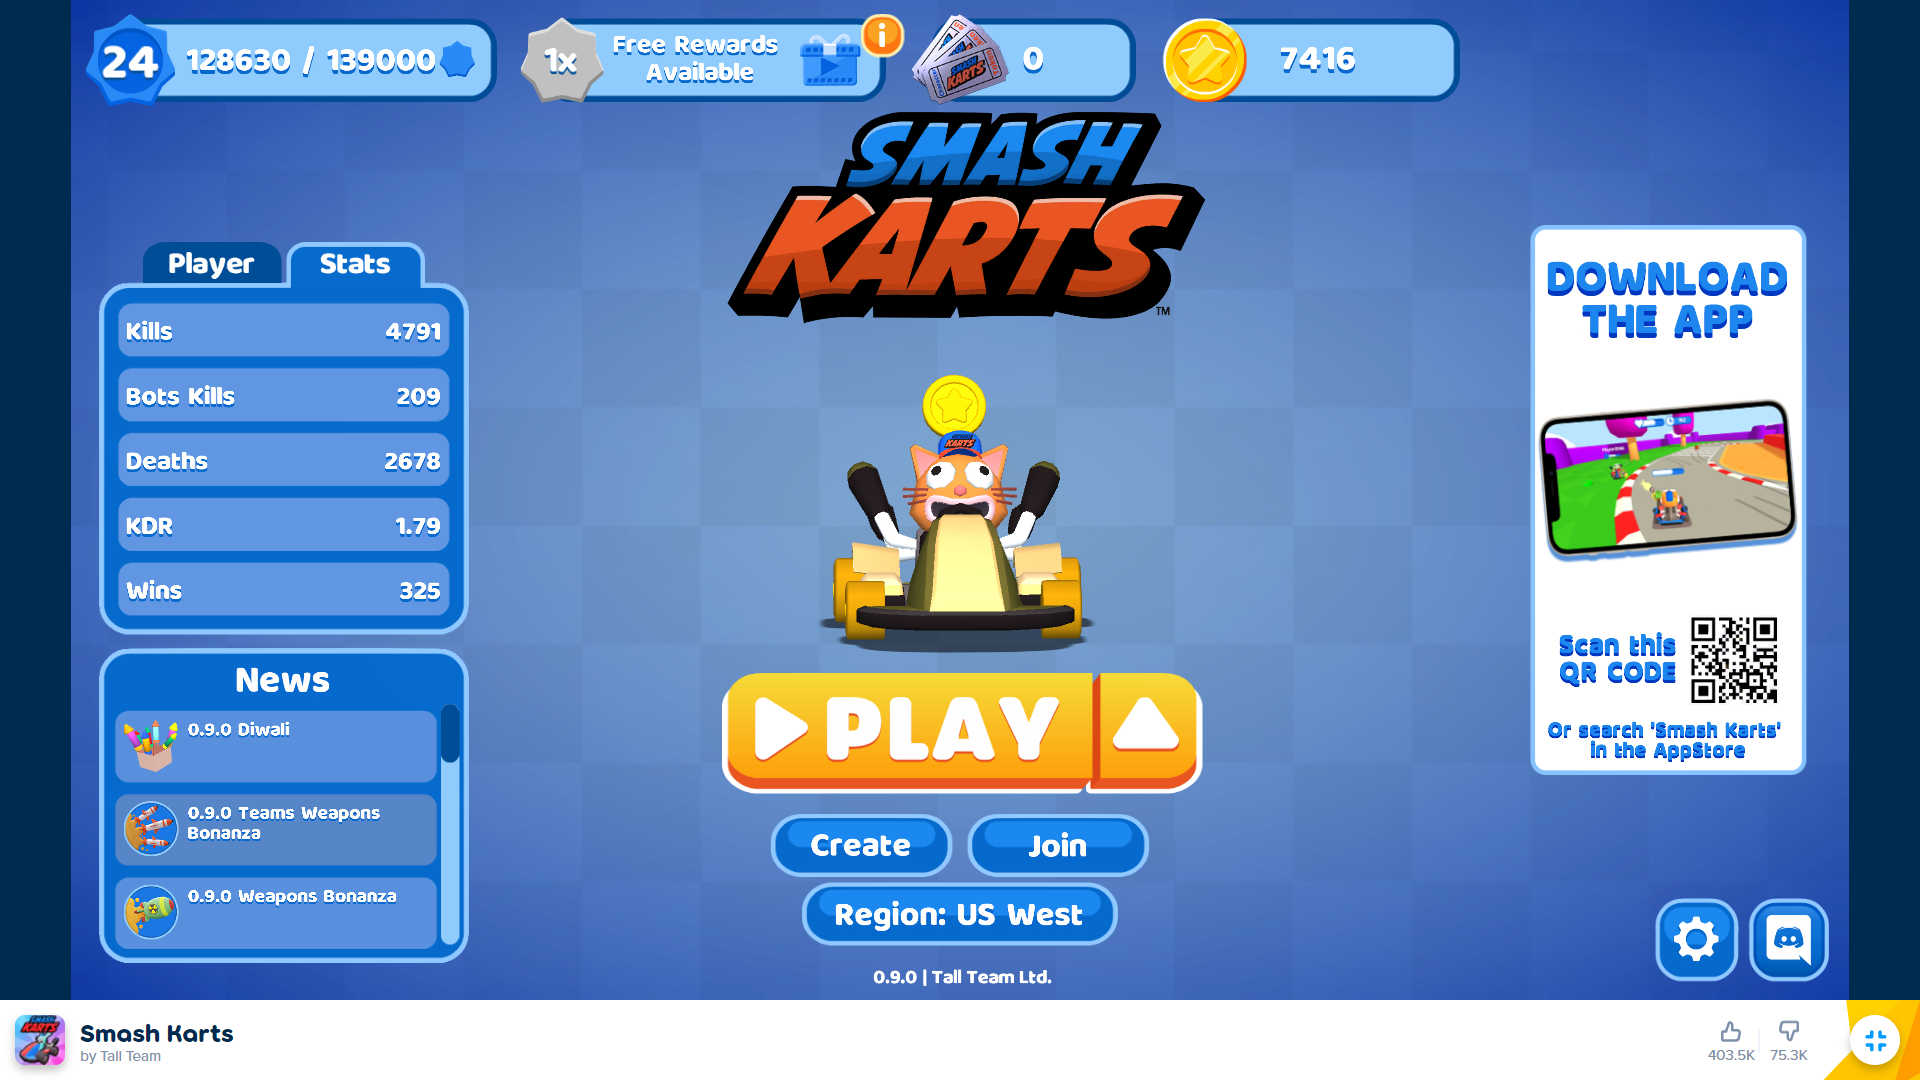 24
128630 / 139000
1x
Free Rewards
Available
i
0
7416
SMASH
KARTS
TM
Player
Stats
Kills 4791
Bots Kills 209
Deaths 2678
KDR 1.79
Wins 325
News
0.9.0 Diwali
0.9.0 Teams Weapons
Bonanza
0.9.0 Weapons Bonanza
PLAY
Create
Join
Region: US West
0.9.0 | Tall Team Ltd.
DOWNLOAD
THE APP
Scan this
QR CODE
Or search 'Smash Karts'
in the AppStore
Smash Karts
by Tall Team
403.5K
75.3K